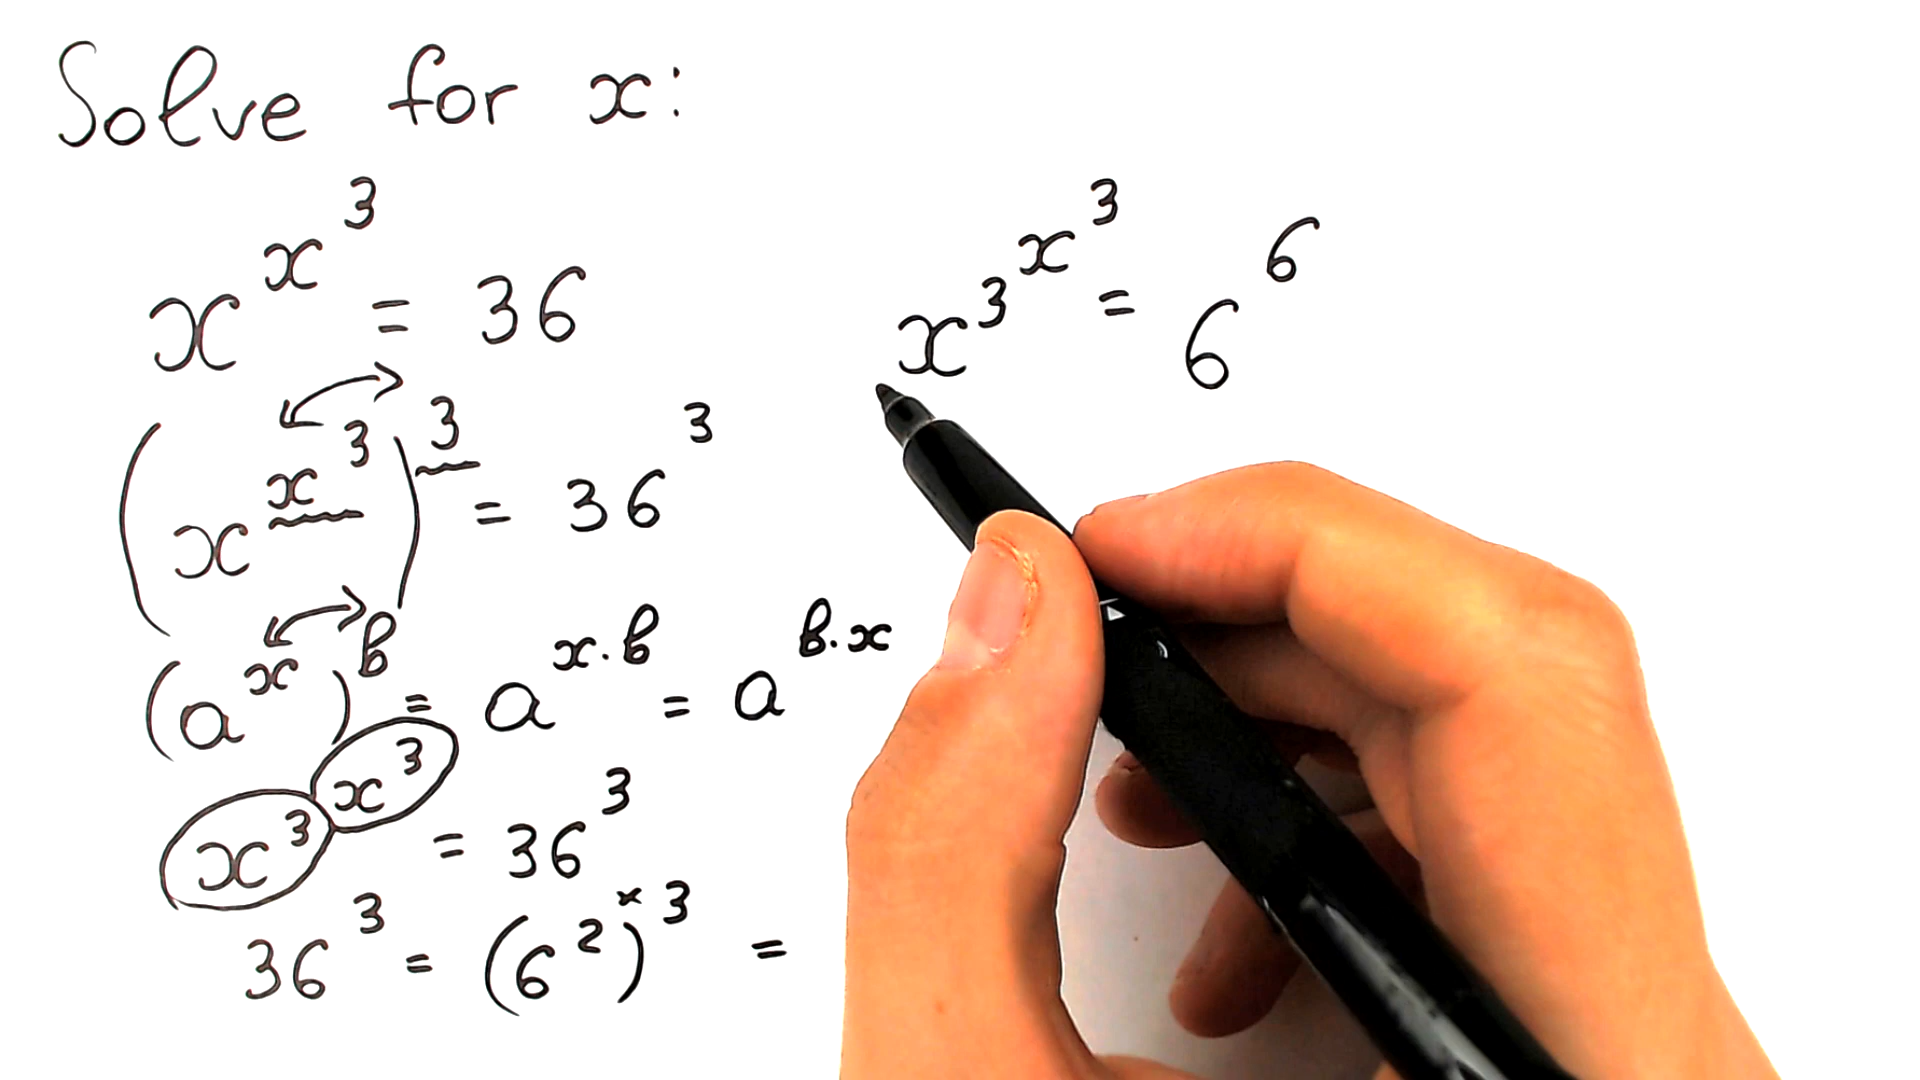 Solve for x:
x^x^3 = 36
(x^x^3)^3 = 36^3
(a^x)^b = a^x·b = a^b·x
x^3^x^3 = 36^3
36^3 = (6^2)^×3 =
x^3^x^3 = 6^6